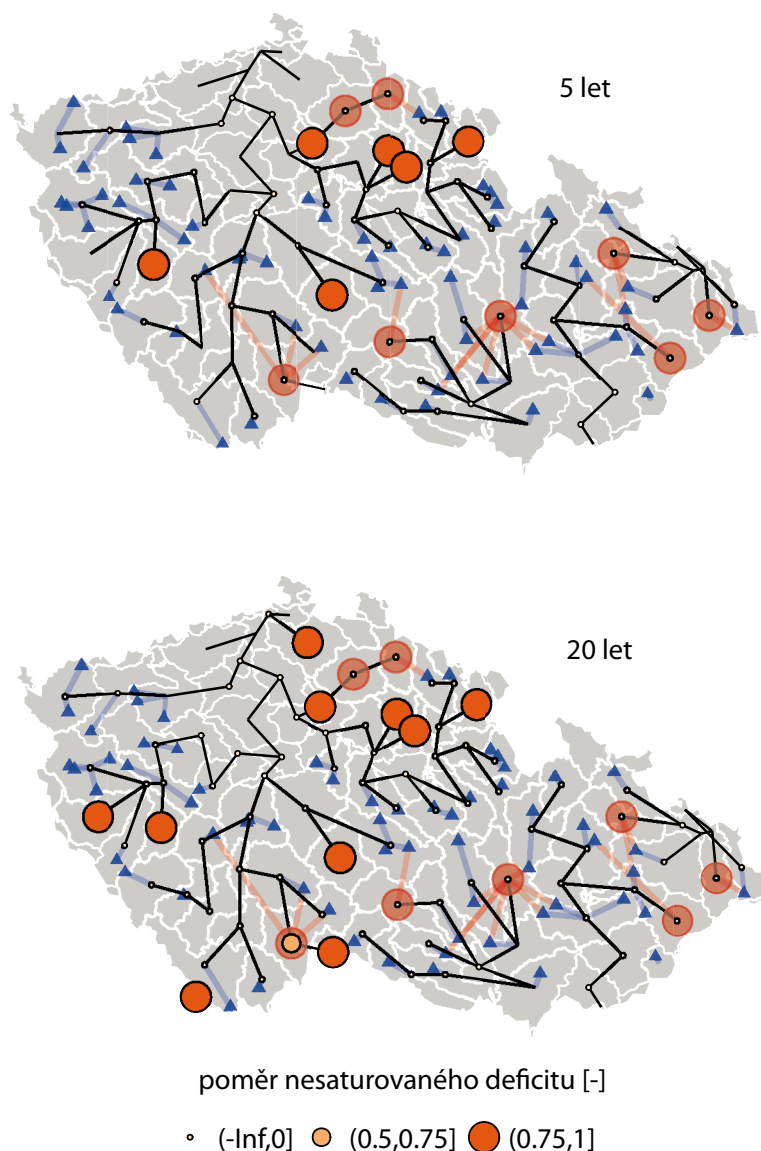 5 let
20 let
poměr nesaturovaného deficitu [-]
(-Inf,0] (0.5,0.75] (0.75,1]